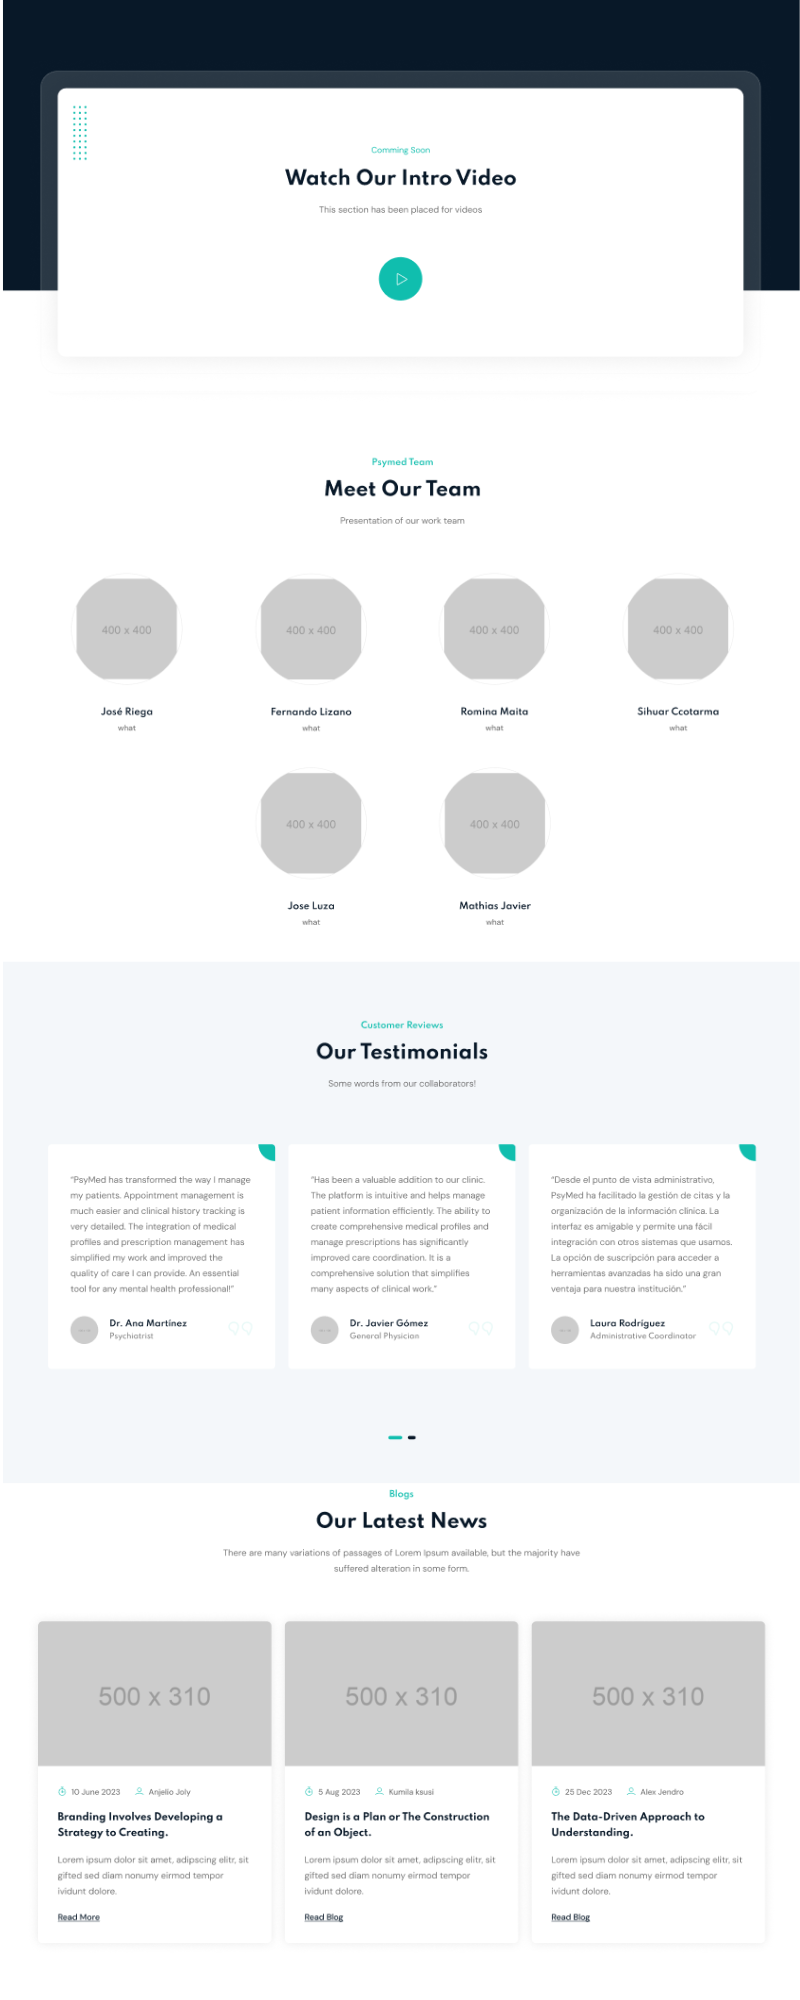 Comming Soon
Watch Our Intro Video
This section has been placed for videos
Psymed Team
Meet Our Team
Presentation of our work team
400 x 400
400 x 400
400 x 400
400 x 400
José Riega
what
Fernando Lizano
what
Romina Maita
what
Sihuar Ccotarma
what
400 x 400
400 x 400
Jose Luza
what
Mathias Javier
what
Customer Reviews
Our Testimonials
Some words from our collaborators!
“PsyMed has transformed the way I manage
my patients. Appointment management is
much easier and clinical history tracking is
very detailed. The integration of medical
profiles and prescription management has
simplified my work and improved the
quality of care I can provide. An essential
tool for any mental health professional!”
Dr. Ana Martínez
Psychiatrist
“Has been a valuable addition to our clinic.
The platform is intuitive and helps manage
patient information efficiently. The ability to
create comprehensive medical profiles and
manage prescriptions has significantly
improved care coordination. It is a
comprehensive solution that simplifies
many aspects of clinical work.”
Dr. Javier Gómez
General Physician
“Desde el punto de vista administrativo,
PsyMed ha facilitado la gestión de citas y la
organización de la información clínica. La
interfaz es amigable y permite una fácil
integración con otros sistemas que usamos.
La opción de suscripción para acceder a
herramientas avanzadas ha sido una gran
ventaja para nuestra institución.”
Laura Rodríguez
Administrative Coordinator
Blogs
Our Latest News
There are many variations of passages of Lorem Ipsum available, but the majority have
suffered alteration in some form.
500 x 310
10 June 2023 Anjelio Joly
Branding Involves Developing a
Strategy to Creating.
Lorem ipsum dolor sit amet, adipscing elitr, sit
gifted sed diam nonumy eirmod tempor
ividunt dolore.
Read More
500 x 310
5 Aug 2023 Kumila ksusi
Design is a Plan or The Construction
of an Object.
Lorem ipsum dolor sit amet, adipscing elitr, sit
gifted sed diam nonumy eirmod tempor
ividunt dolore.
Read Blog
500 x 310
25 Dec 2023 Alex Jendro
The Data-Driven Approach to
Understanding.
Lorem ipsum dolor sit amet, adipscing elitr, sit
gifted sed diam nonumy eirmod tempor
ividunt dolore.
Read Blog